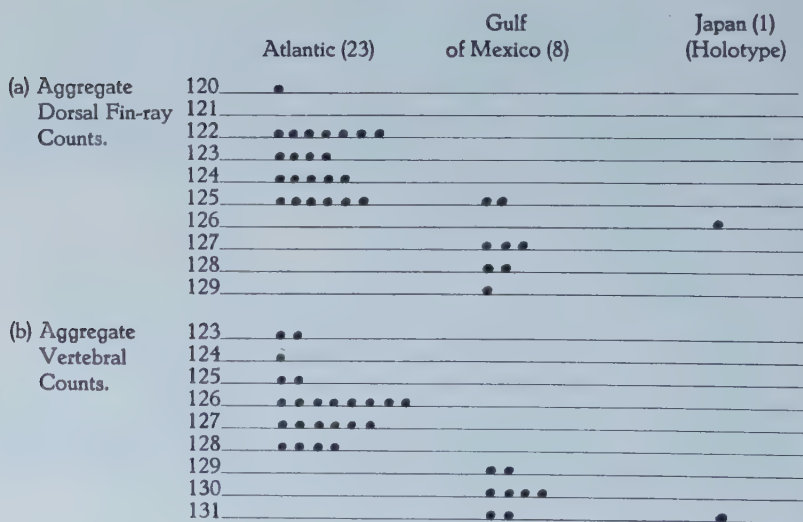 Atlantic (23)
Gulf
of Mexico (8)
Japan (1)
(Holotype)
(a) Aggregate
Dorsal Fin-ray
Counts.
120
121
122
123
124
125
126
127
128
129
(b) Aggregate
Vertebral
Counts.
123
124
125
126
127
128
129
130
131